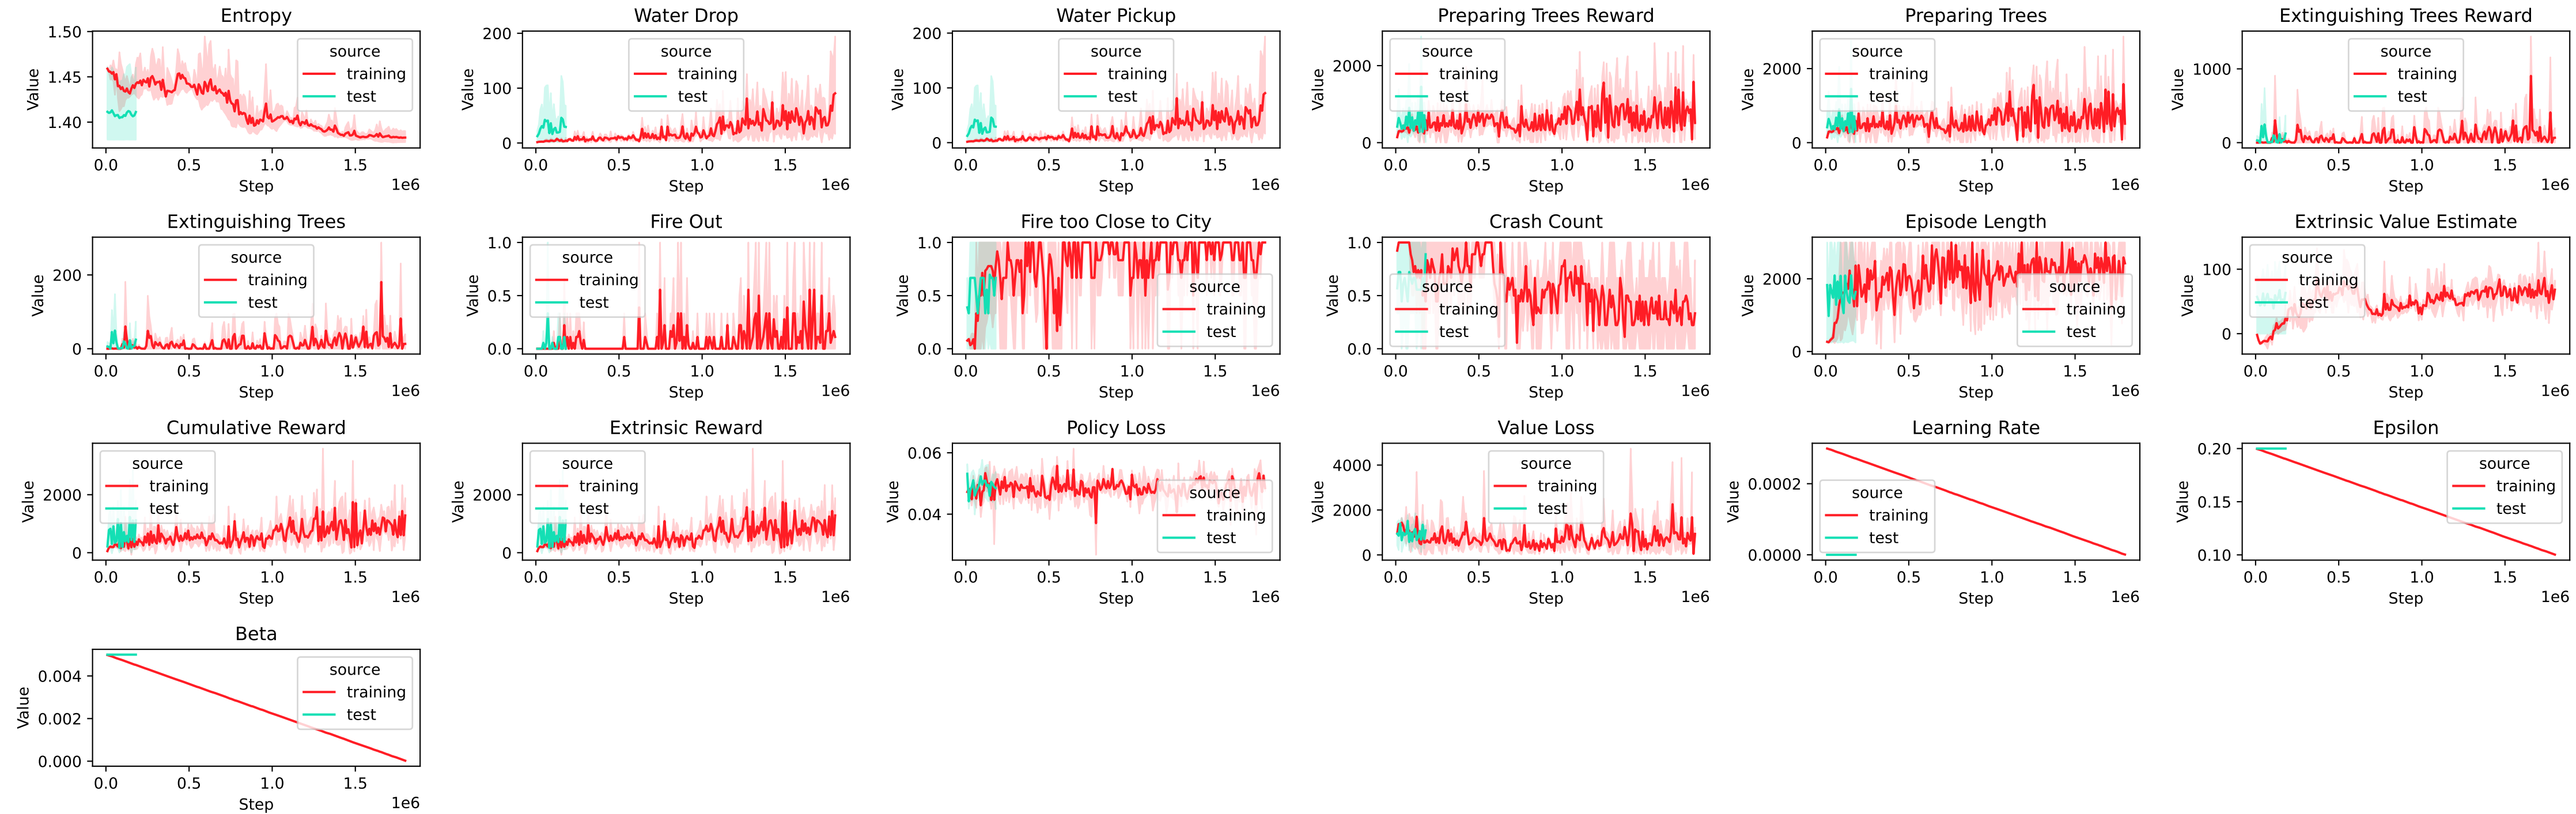 Entropy
1.50
1.45
1.40
Value
source
training
test
0.0 0.5 1.0 1.5
Step
1e6
Water Drop
200
100
0
Value
source
training
test
0.0 0.5 1.0 1.5
Step
1e6
Water Pickup
200
100
0
Value
source
training
test
0.0 0.5 1.0 1.5
Step
1e6
Preparing Trees Reward
2000
0
Value
source
training
test
0.0 0.5 1.0 1.5
Step
1e6
Preparing Trees
2000
0
Value
source
training
test
0.0 0.5 1.0 1.5
Step
1e6
Extinguishing Trees Reward
1000
0
Value
source
training
test
0.0 0.5 1.0 1.5
Step
1e6
Extinguishing Trees
200
0
Value
source
training
test
0.0 0.5 1.0 1.5
Step
1e6
Fire Out
1.0
0.5
0.0
Value
source
training
test
0.0 0.5 1.0 1.5
Step
1e6
Fire too Close to City
1.0
0.5
0.0
Value
source
training
test
0.0 0.5 1.0 1.5
Step
1e6
Crash Count
1.0
0.5
0.0
Value
source
training
test
0.0 0.5 1.0 1.5
Step
1e6
Episode Length
2000
0
Value
source
training
test
0.0 0.5 1.0 1.5
Step
1e6
Extrinsic Value Estimate
100
0
Value
source
training
test
0.0 0.5 1.0 1.5
Step
1e6
Cumulative Reward
2000
0
Value
source
training
test
0.0 0.5 1.0 1.5
Step
1e6
Extrinsic Reward
2000
0
Value
source
training
test
0.0 0.5 1.0 1.5
Step
1e6
Policy Loss
0.06
0.04
Value
source
training
test
0.0 0.5 1.0 1.5
Step
1e6
Value Loss
4000
2000
0
Value
source
training
test
0.0 0.5 1.0 1.5
Step
1e6
Learning Rate
0.0002
0.0000
Value
source
training
test
0.0 0.5 1.0 1.5
Step
1e6
Epsilon
0.20
0.15
0.10
Value
source
training
test
0.0 0.5 1.0 1.5
Step
1e6
Beta
0.004
0.002
0.000
Value
source
training
test
0.0 0.5 1.0 1.5
Step
1e6